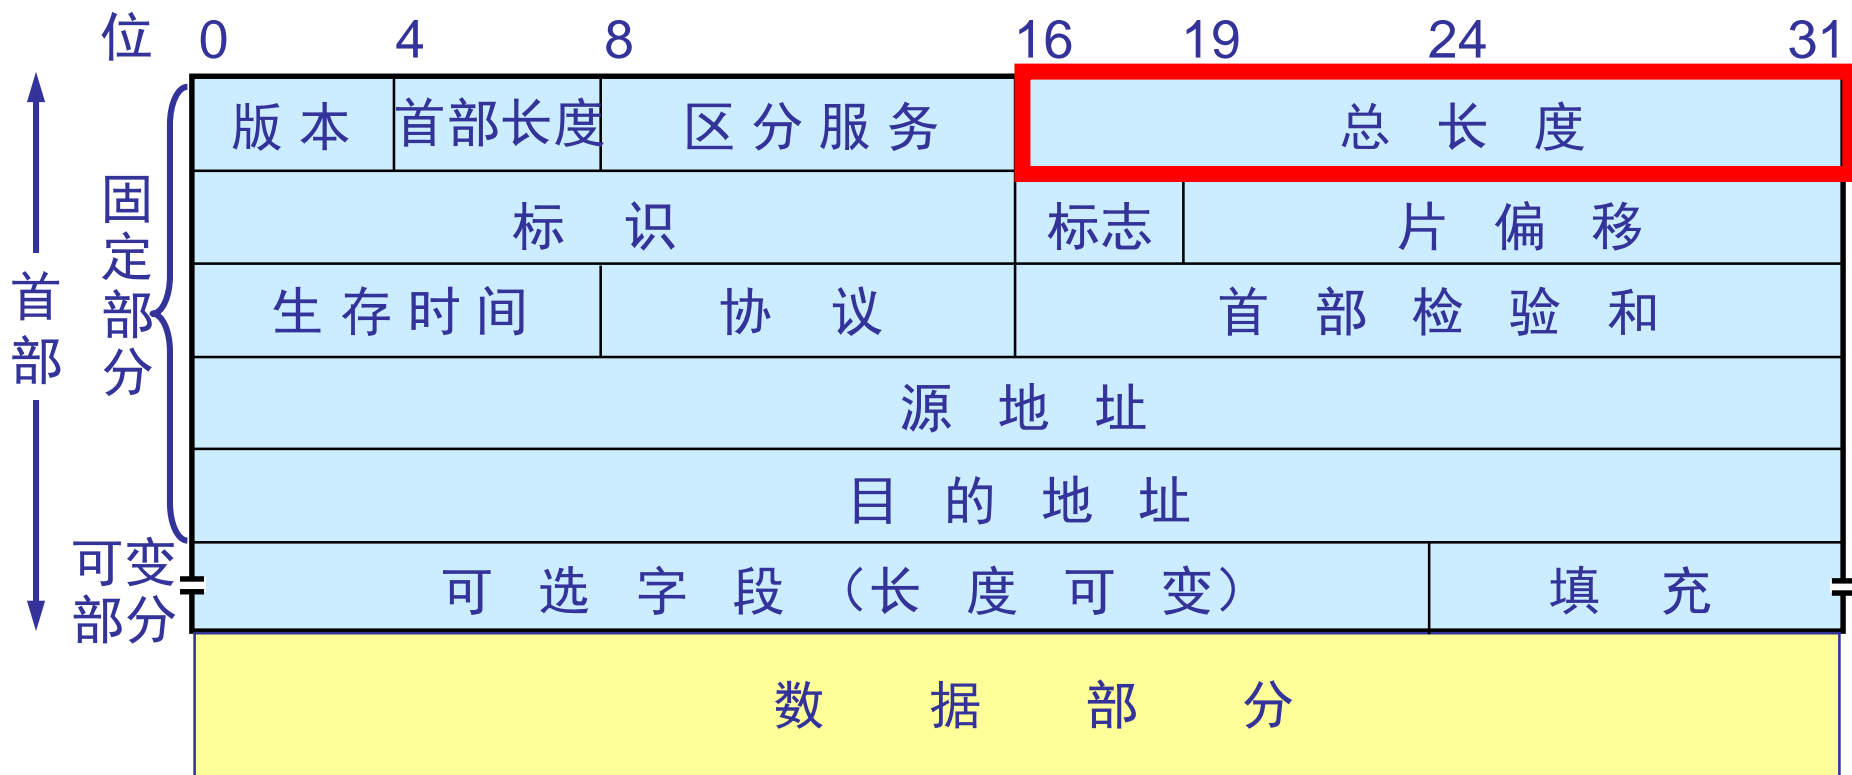 位 0 4 8 16 19 24 31
版本 首部长度 区分服务 总长度
标识 标志 片偏移
生存时间 协议 首部检验和
源地址
目的地址
可选字段（长度可变） 填充
数据部分
首部
固定部分
可变
部分